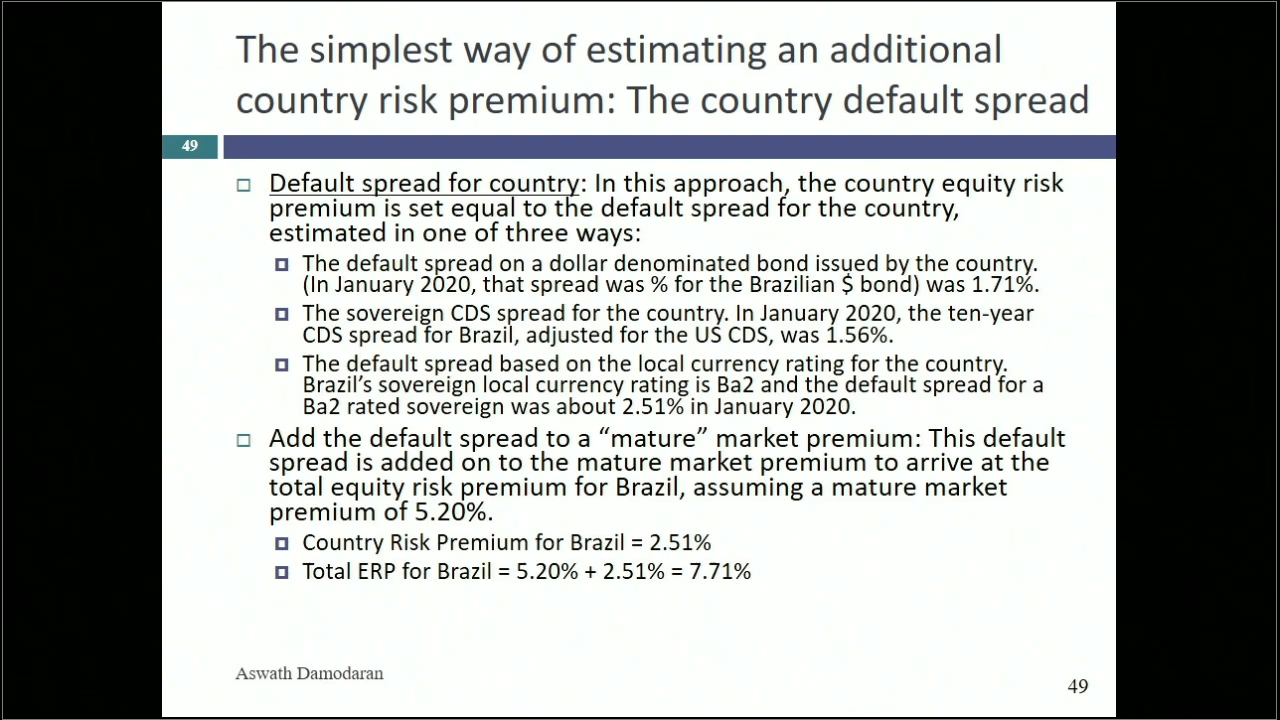 The simplest way of estimating an additional
country risk premium: The country default spread
49
Default spread for country: In this approach, the country equity risk
premium is set equal to the default spread for the country,
estimated in one of three ways:
The default spread on a dollar denominated bond issued by the country.
(In January 2020, that spread was % for the Brazilian $ bond) was 1.71%.
The sovereign CDS spread for the country. In January 2020, the ten-year
CDS spread for Brazil, adjusted for the US CDS, was 1.56%.
The default spread based on the local currency rating for the country.
Brazil’s sovereign local currency rating is Ba2 and the default spread for a
Ba2 rated sovereign was about 2.51% in January 2020.
Add the default spread to a “mature” market premium: This default
spread is added on to the mature market premium to arrive at the
total equity risk premium for Brazil, assuming a mature market
premium of 5.20%.
Country Risk Premium for Brazil = 2.51%
Total ERP for Brazil = 5.20% + 2.51% = 7.71%
Aswath Damodaran
49